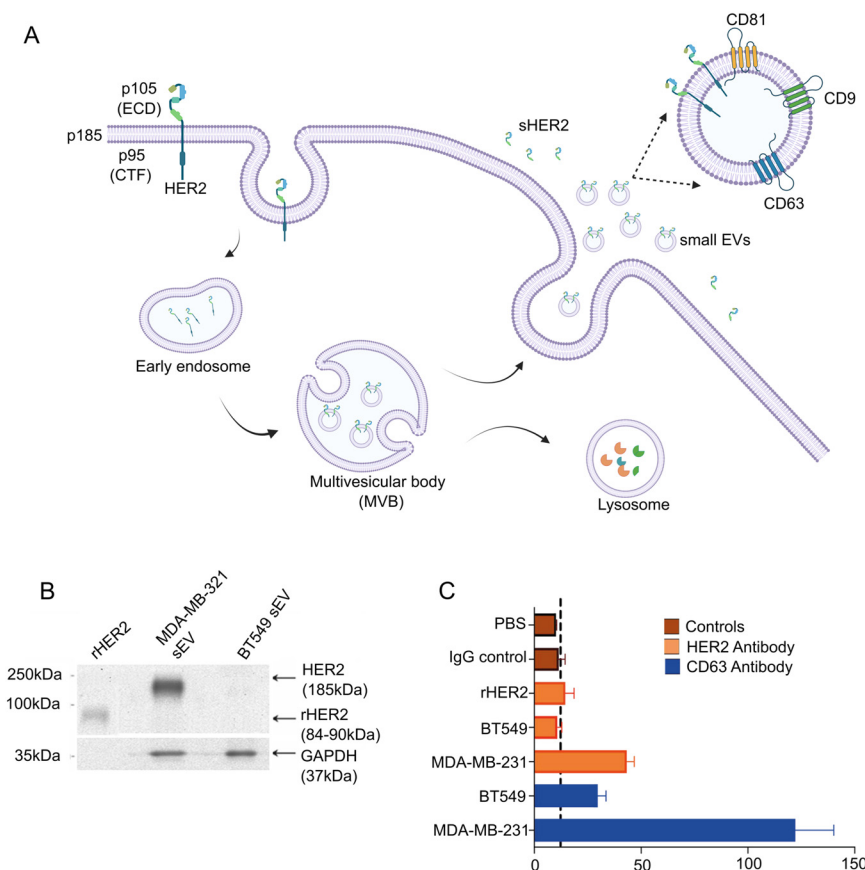 A
p105
(ECD)
p185
p95
(CTF)
HER2
sHER2
CD81
CD9
CD63
small EVs
Early endosome
Multivesicular body
(MVB)
Lysosome
B
rHER2
MDA-MB-321
sEV
BT549 sEV
250kDa
100kDa
35kDa
HER2
(185kDa)
rHER2
(84-90kDa)
GAPDH
(37kDa)
C
PBS
IgG control
rHER2
BT549
MDA-MB-231
BT549
MDA-MB-231
Controls
HER2 Antibody
CD63 Antibody
0
50
100
150